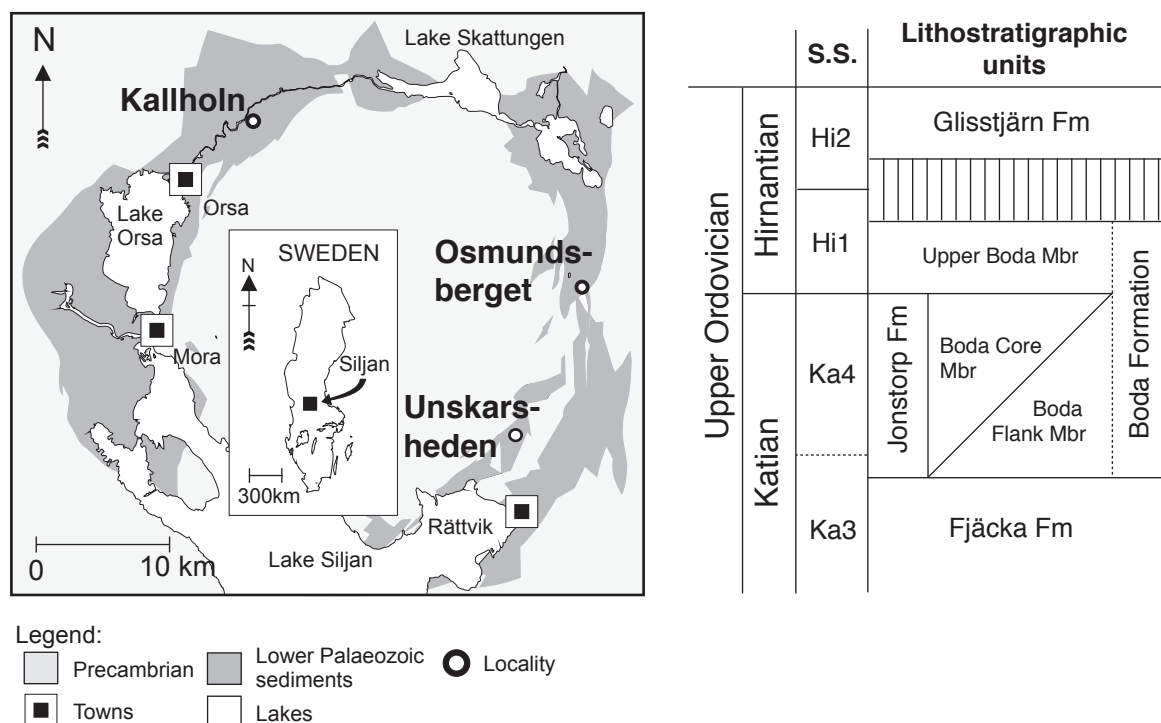 N
Lake Skattungen
Kallholn
Orsa
Lake
Orsa
Mora
SWEDEN
N
Siljan
300km
Osmunds-
berget
Unskars-
heden
Rättvik
Lake Siljan
0
10 km
Legend:
Precambrian
Lower Palaeozoic
sediments
Locality
Towns
Lakes
S.S.
Lithostratigraphic
units
Upper Ordovician
Hirnantian
Katian
Hi2
Hi1
Ka4
Ka3
Glisstjärn Fm
Upper Boda Mbr
Jonstorp Fm
Boda Core
Mbr
Boda
Flank Mbr
Boda Formation
Fjäcka Fm